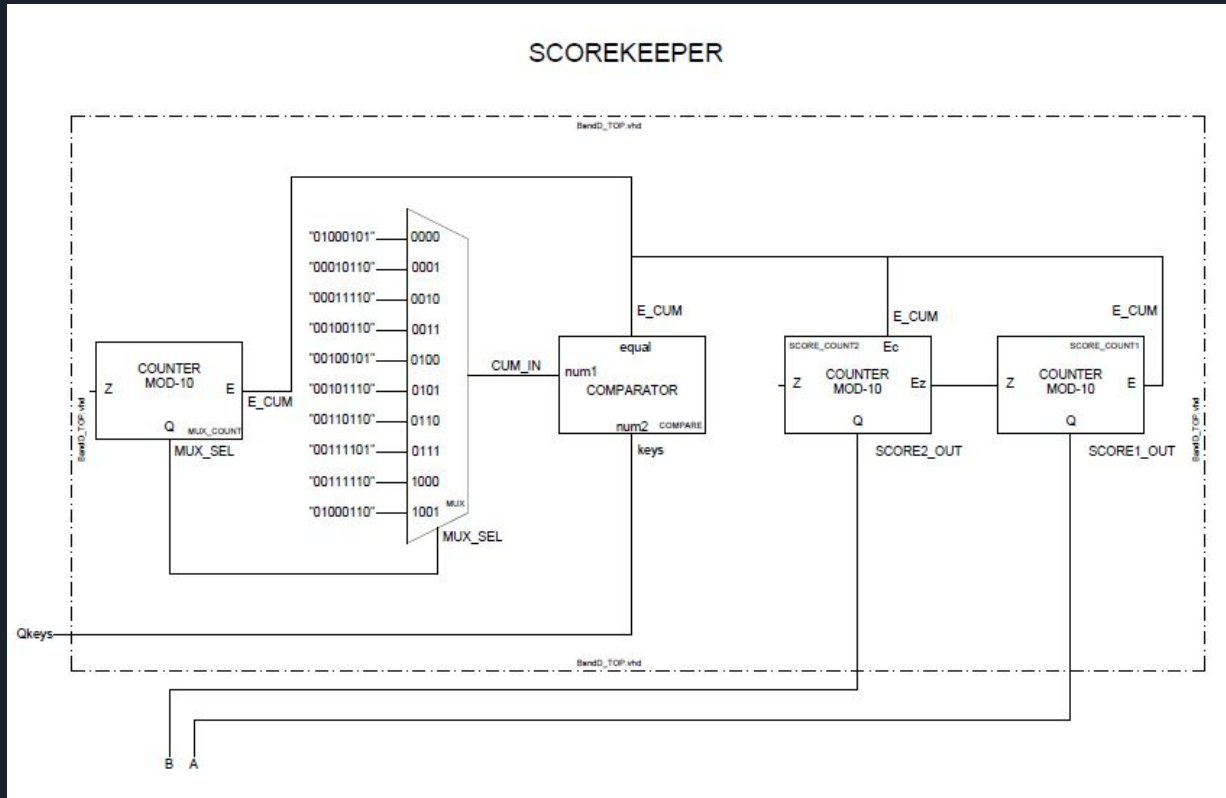 SCOREKEEPER
BandD_TOP.vhd
"01000101" 0000
"00010110" 0001
"00011110" 0010
"00100110" 0011
"00100101" 0100
"00101110" 0101
"00110110" 0110
"00111101" 0111
"00111110" 1000
"01000110" 1001
MUX
MUX_SEL
COUNTER
MOD-10
Z
E
Q
MUX_COUNT
E_CUM
MUX_SEL
BandD_TOP.vhd
CUM_IN
E_CUM
equal
num1
COMPARATOR
num2
COMPARE
keys
E_CUM
SCORE_COUNT2
Ec
COUNTER
MOD-10
Z
Ez
Q
SCORE2_OUT
E_CUM
SCORE_COUNT1
COUNTER
MOD-10
Z
E
Q
SCORE1_OUT
BandD_TOP.vhd
Qkeys
BandD_TOP.vhd
B A